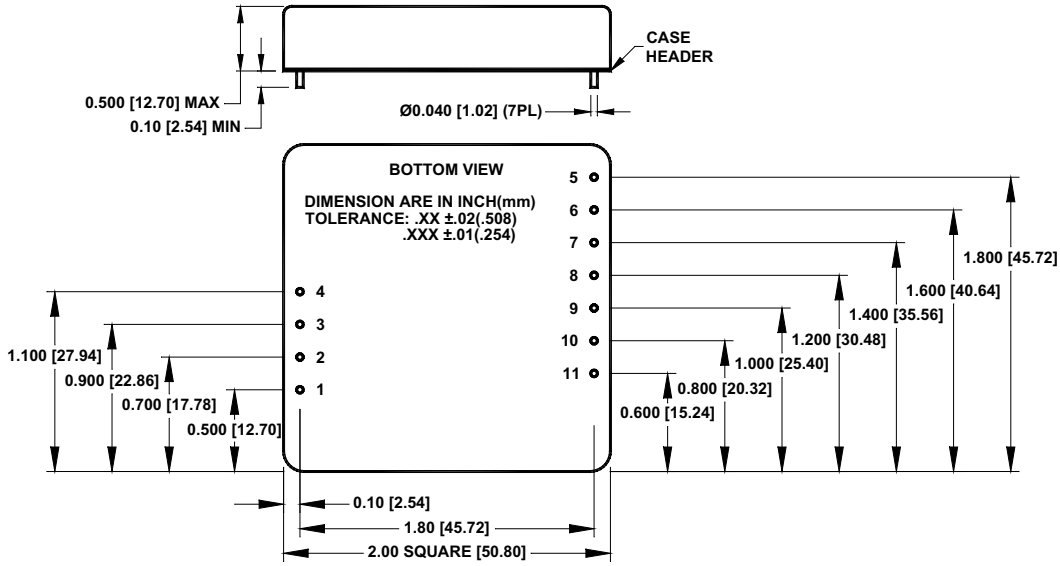 CASE
HEADER
0.500 [12.70] MAX
0.10 [2.54] MIN
Ø0.040 [1.02] (7PL)
BOTTOM VIEW
DIMENSION ARE IN INCH(mm)
TOLERANCE: .XX ±.02(.508)
.XXX ±.01(.254)
5
6
7
8
9
10
11
4
3
2
1
1.100 [27.94]
0.900 [22.86]
0.700 [17.78]
0.500 [12.70]
1.800 [45.72]
1.600 [40.64]
1.400 [35.56]
1.200 [30.48]
1.000 [25.40]
0.800 [20.32]
0.600 [15.24]
0.10 [2.54]
1.80 [45.72]
2.00 SQUARE [50.80]